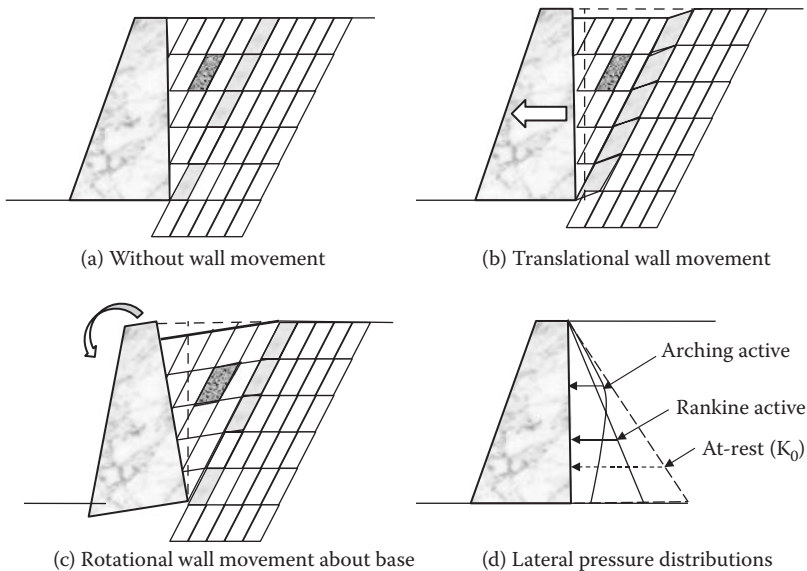 (a) Without wall movement
(b) Translational wall movement
Arching active
Rankine active
At-rest (K₀)
(c) Rotational wall movement about base
(d) Lateral pressure distributions